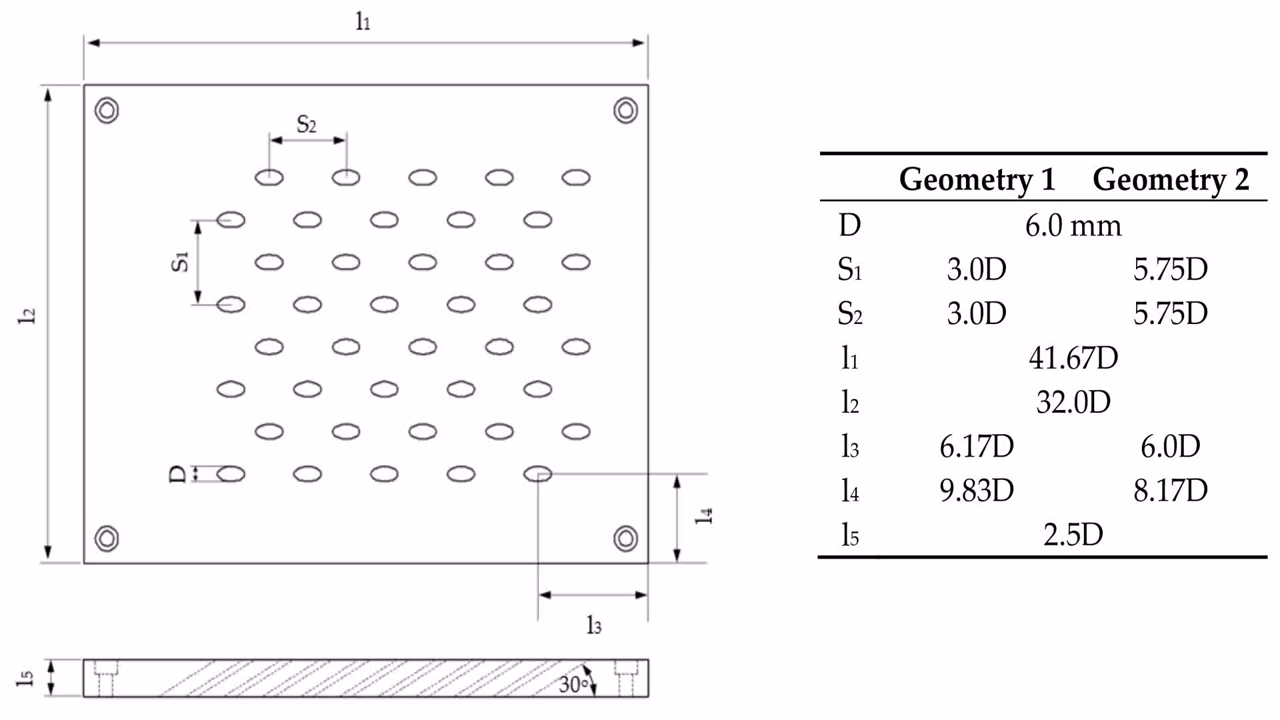 l1
S2
S1
l2
D
l4
l3
l5
30°
Geometry 1 Geometry 2
D 6.0 mm
S1 3.0D 5.75D
S2 3.0D 5.75D
l1 41.67D
l2 32.0D
l3 6.17D 6.0D
l4 9.83D 8.17D
l5 2.5D